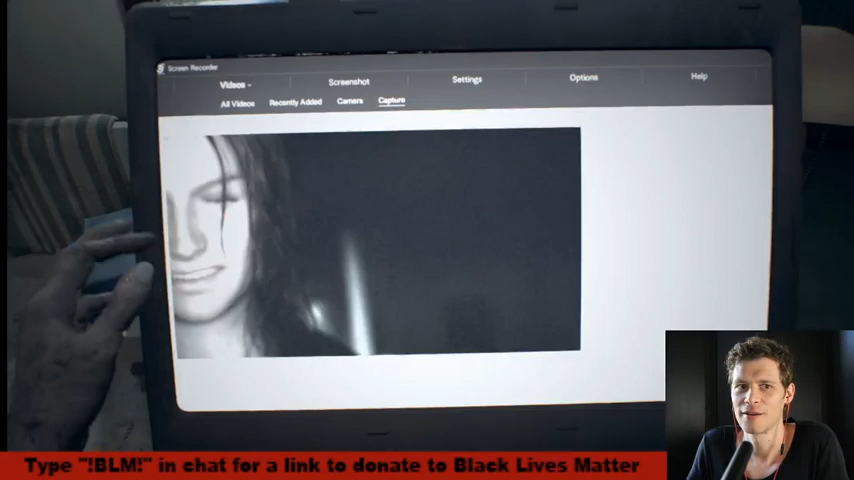 Screen Recorder
Videos Screenshot Settings Options Help
All Videos Recently Added Camera Capture
Type "!BLM!" in chat for a link to donate to Black Lives Matter